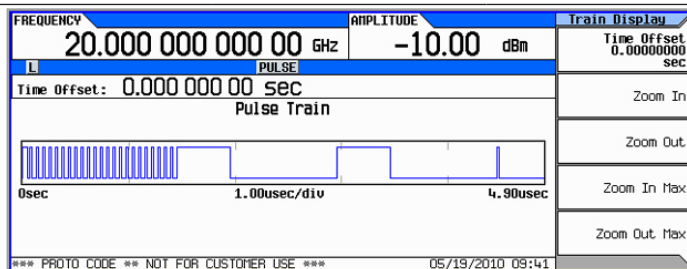 FREQUENCY
20.000 000 000 00 GHz
AMPLITUDE
-10.00 dBm
L
PULSE
Time Offset: 0.000 000 00 sec
Pulse Train
0sec
1.00usec/div
4.90usec
*** PROTO CODE ** NOT FOR CUSTOMER USE ***
05/19/2010 09:41
Train Display
Time Offset
0.00000000
sec
Zoom In
Zoom Out
Zoom In Max
Zoom Out Max